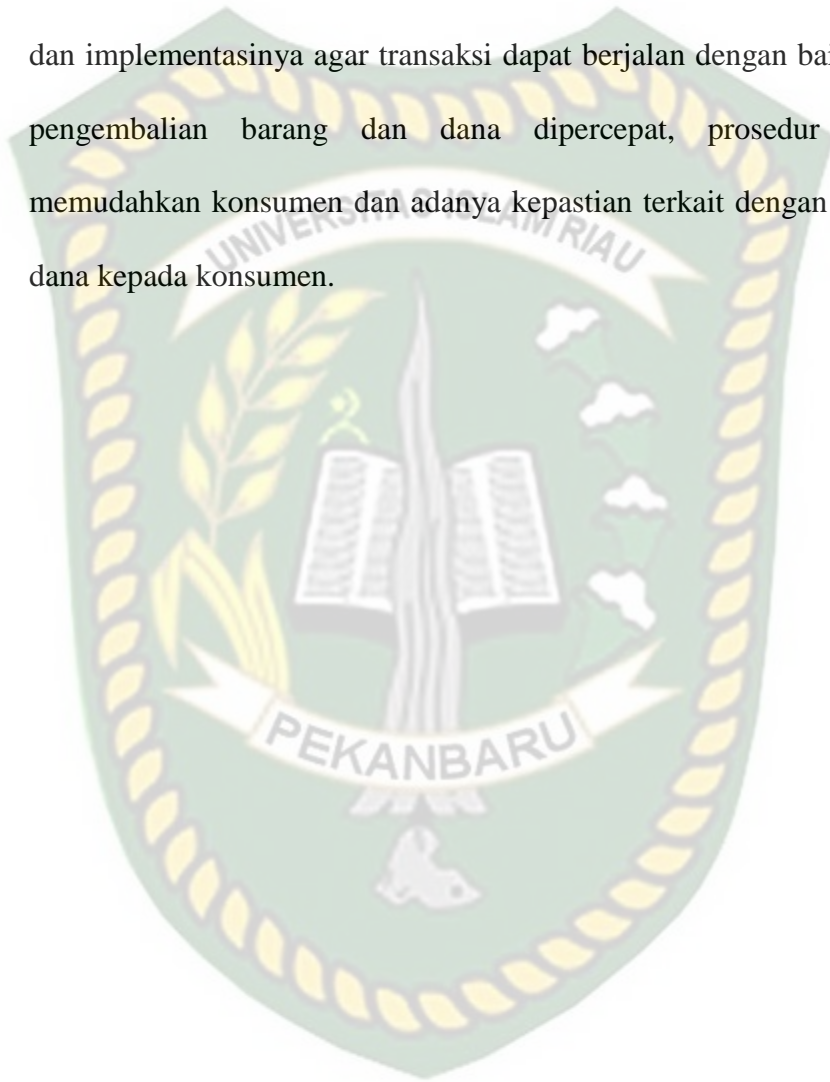 dan implementasinya agar transaksi dapat berjalan dengan bai
pengembalian barang dan dana dipercepat, prosedur
memudahkan konsumen dan adanya kepastian terkait dengan
dana kepada konsumen.
UNIVERSITAS ISLAM RIAU
PEKANBARU